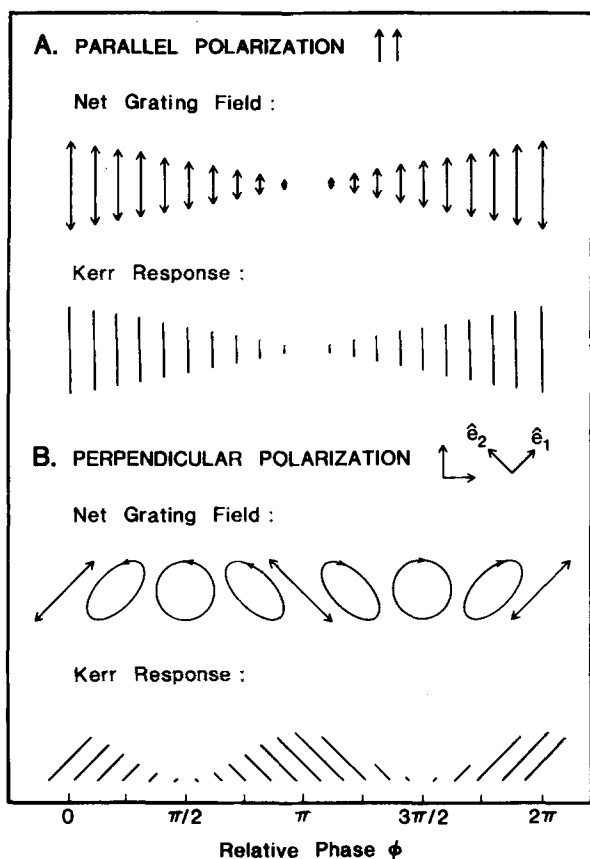 A. PARALLEL POLARIZATION
Net Grating Field :
Kerr Response :
B. PERPENDICULAR POLARIZATION
ê₂ ê₁
Net Grating Field :
Kerr Response :
0 π/2 π 3π/2 2π
Relative Phase ϕ